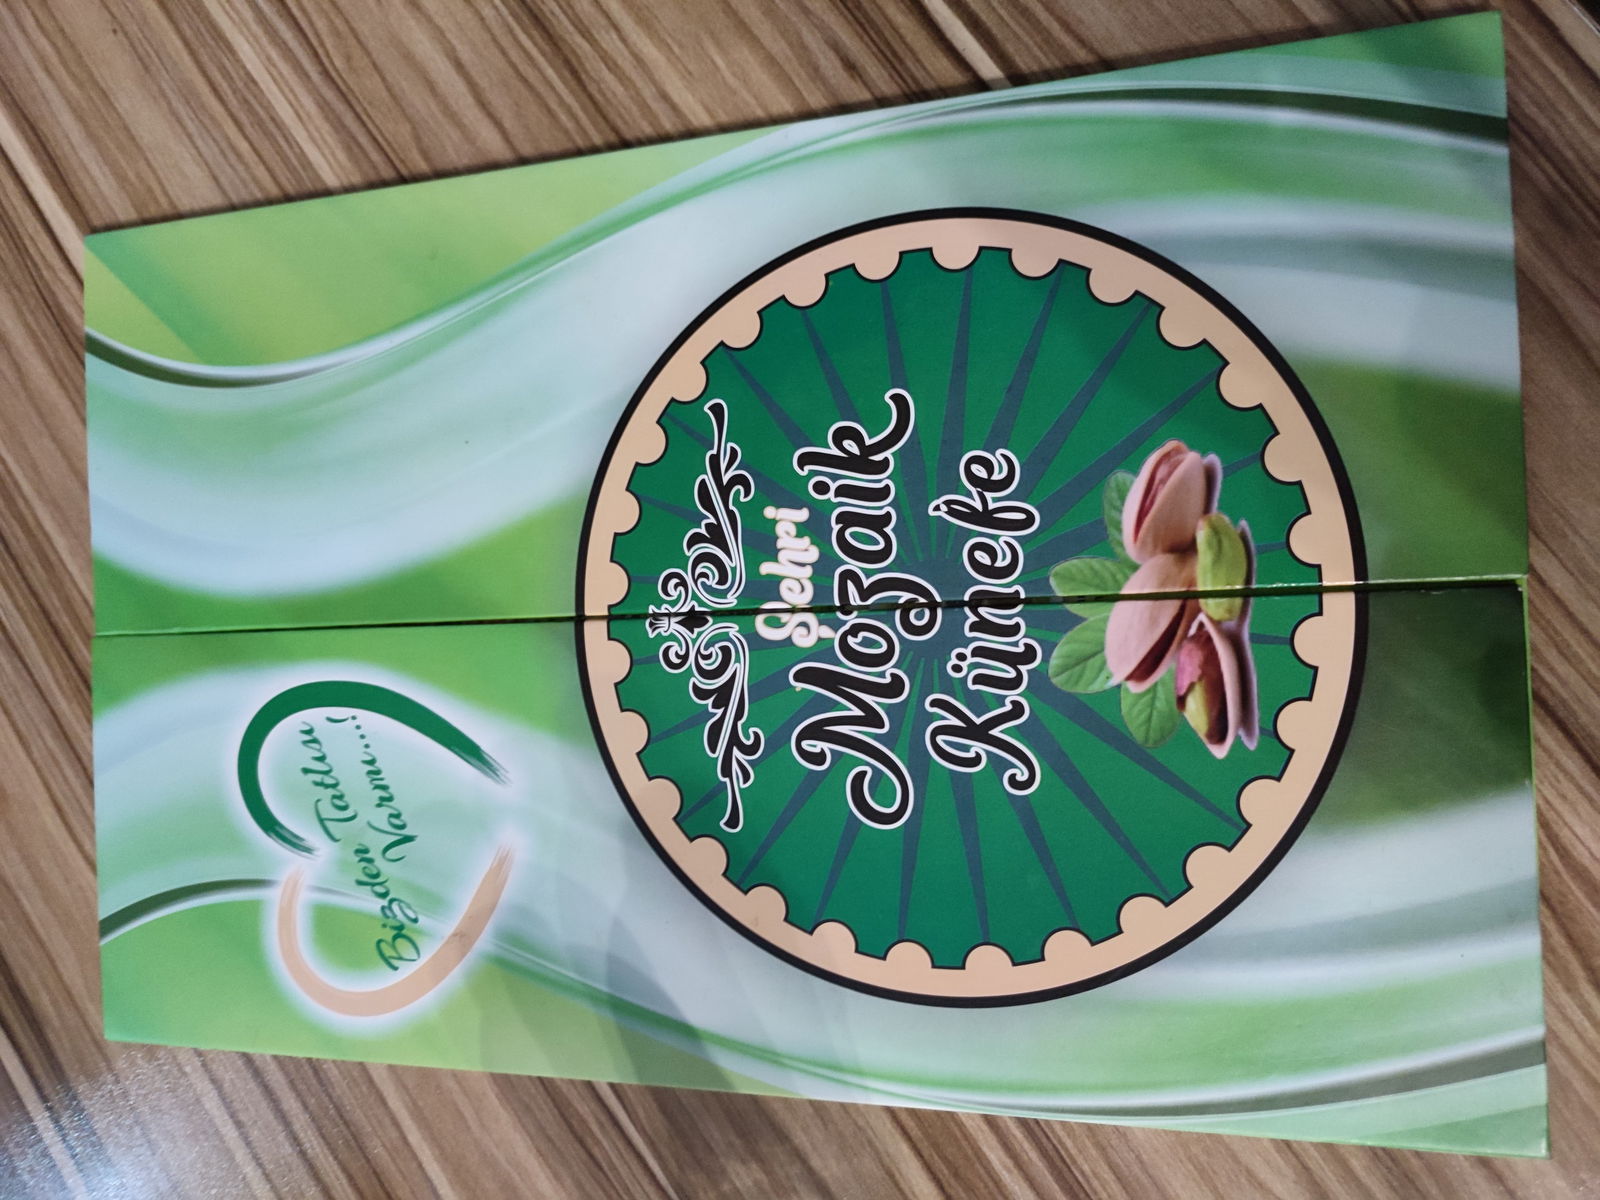 Bizden Tatlısı
Varmı...!
Şehri
Mozaik
Künefe